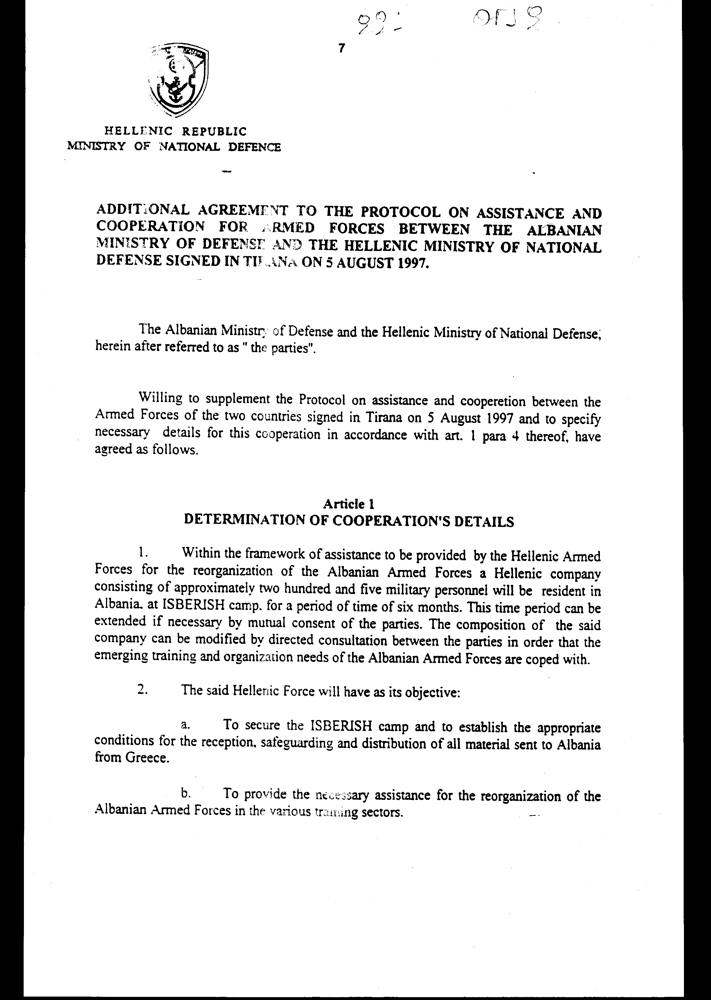 7
HELLENIC REPUBLIC
MINISTRY OF NATIONAL DEFENCE
ADDITIONAL AGREEMENT TO THE PROTOCOL ON ASSISTANCE AND
COOPERATION FOR ARMED FORCES BETWEEN THE ALBANIAN
MINISTRY OF DEFENSE AND THE HELLENIC MINISTRY OF NATIONAL
DEFENSE SIGNED IN TIRANA ON 5 AUGUST 1997.
The Albanian Ministry of Defense and the Hellenic Ministry of National Defense,
herein after referred to as " the parties".
Willing to supplement the Protocol on assistance and cooperetion between the
Armed Forces of the two countries signed in Tirana on 5 August 1997 and to specify
necessary details for this cooperation in accordance with art. 1 para 4 thereof, have
agreed as follows.
Article 1
DETERMINATION OF COOPERATION'S DETAILS
1. Within the framework of assistance to be provided by the Hellenic Armed
Forces for the reorganization of the Albanian Armed Forces a Hellenic company
consisting of approximately two hundred and five military personnel will be resident in
Albania. at ISBERISH camp. for a period of time of six months. This time period can be
extended if necessary by mutual consent of the parties. The composition of the said
company can be modified by directed consultation between the parties in order that the
emerging training and organization needs of the Albanian Armed Forces are coped with.
2. The said Hellenic Force will have as its objective:
a. To secure the ISBERISH camp and to establish the appropriate
conditions for the reception, safeguarding and distribution of all material sent to Albania
from Greece.
b. To provide the necessary assistance for the reorganization of the
Albanian Armed Forces in the various training sectors.